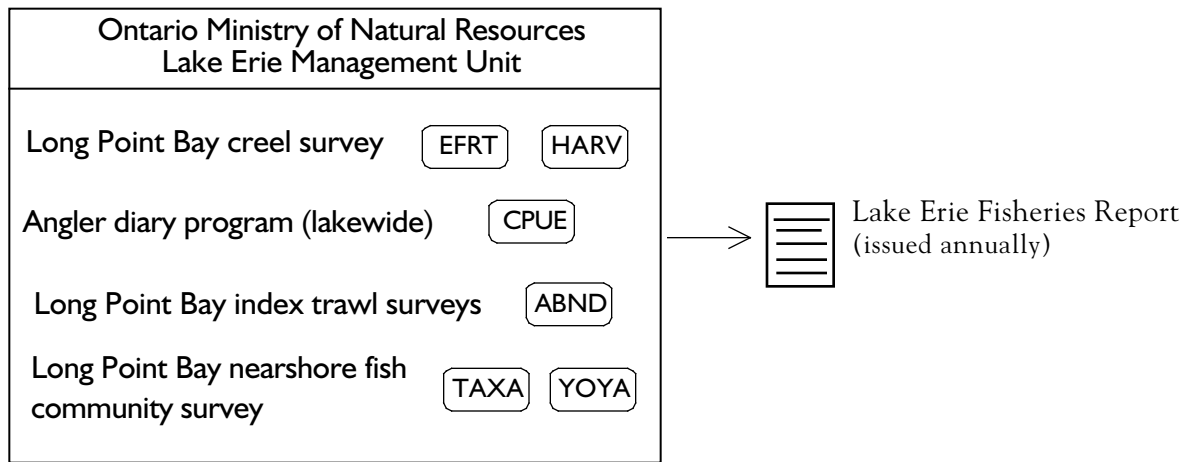 Ontario Ministry of Natural Resources
Lake Erie Management Unit
Long Point Bay creel survey EFRT HARV
Angler diary program (lakewide) CPUE
Long Point Bay index trawl surveys ABND
Long Point Bay nearshore fish
community survey TAXA YOYA
Lake Erie Fisheries Report
(issued annually)